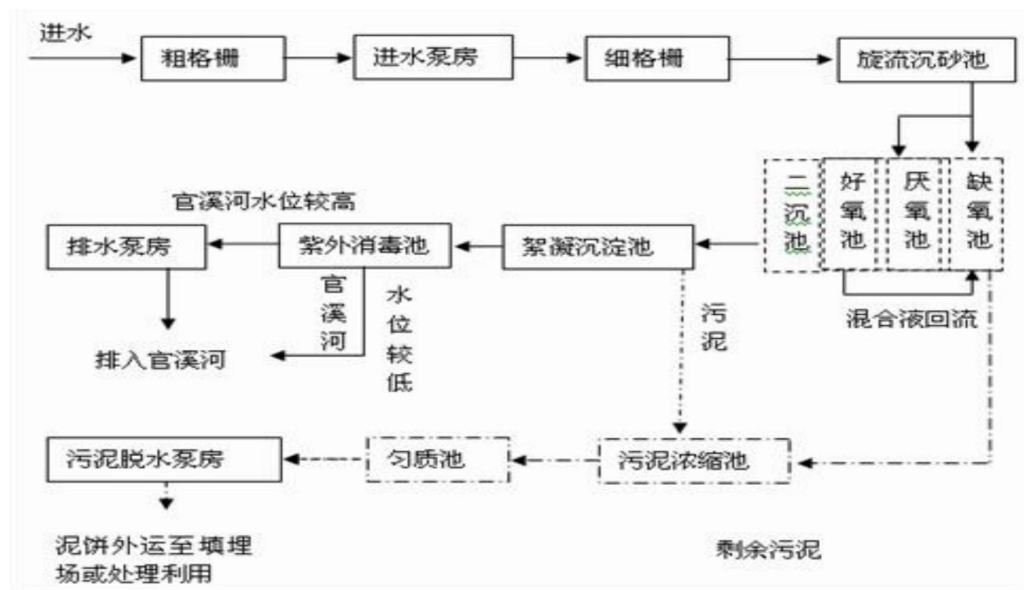 进水
粗格栅
进水泵房
细格栅
旋流沉砂池
二沉池
好氧池
厌氧池
缺氧池
混合液回流
官溪河水位较高
排水泵房
紫外消毒池
絮凝沉淀池
官溪河
水位较低
污泥
排入官溪河
污泥脱水泵房
匀质池
污泥浓缩池
泥饼外运至填埋
场或处理利用
剩余污泥